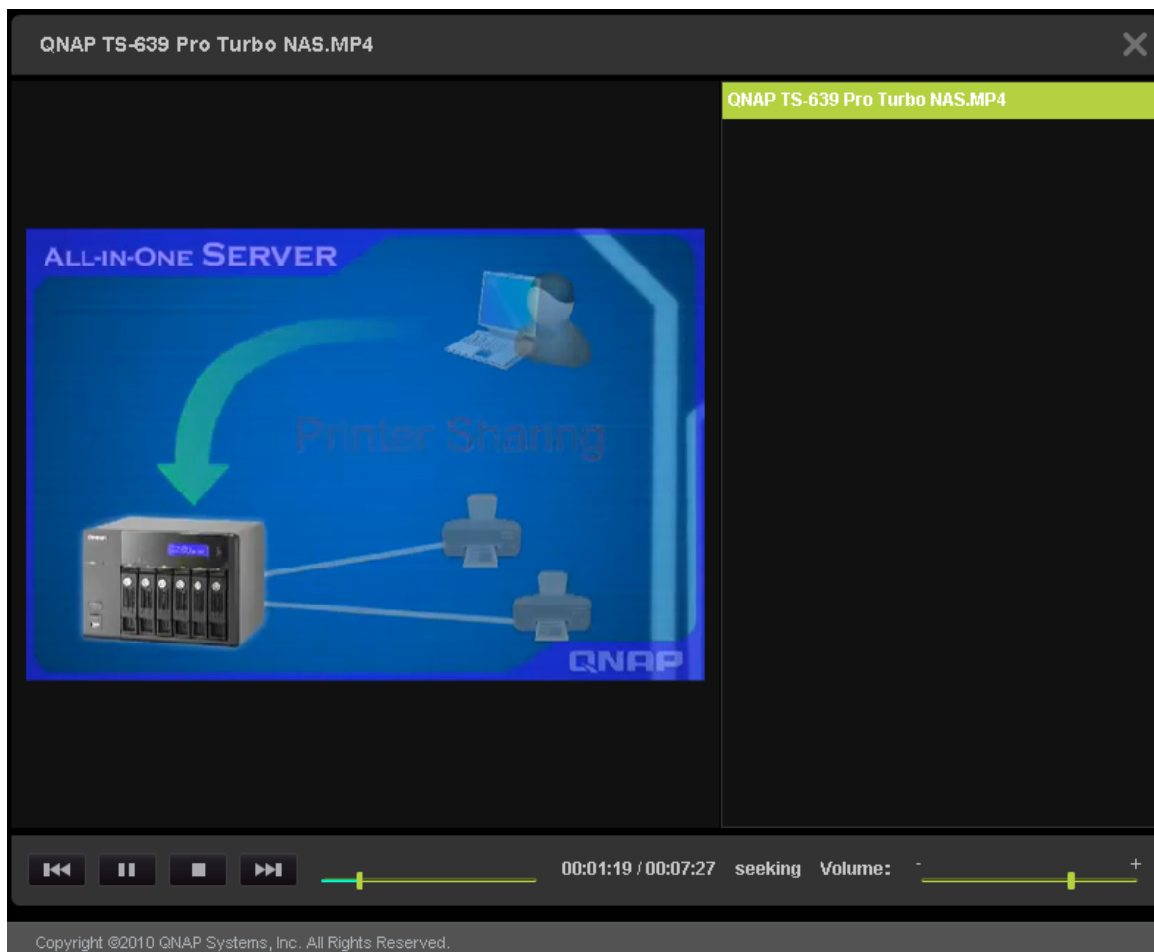 QNAP TS-639 Pro Turbo NAS.MP4
QNAP TS-639 Pro Turbo NAS.MP4
ALL-IN-ONE SERVER
Printer Sharing
QNAP
00:01:19 / 00:07:27 seeking Volume: - +
Copyright ©2010 QNAP Systems, Inc. All Rights Reserved.